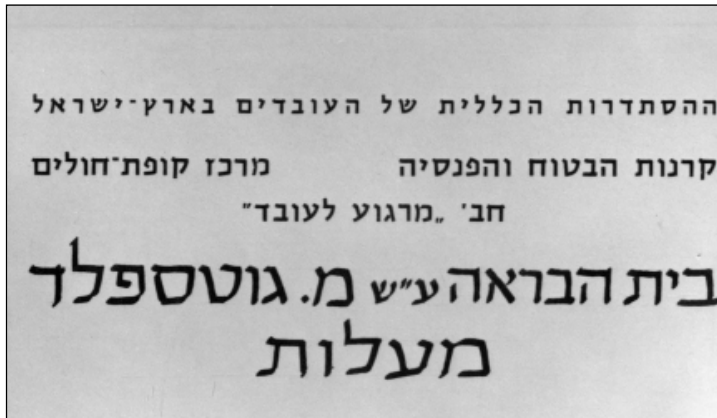 ההסתדרות הכללית של העובדים בארץ-ישראל
קרנות הבטוח והפנסיה מרכז קופת-חולים
חב' „מרגוע לעובד"
בית הבראה ע"ש מ. גוטספלד
מעלות